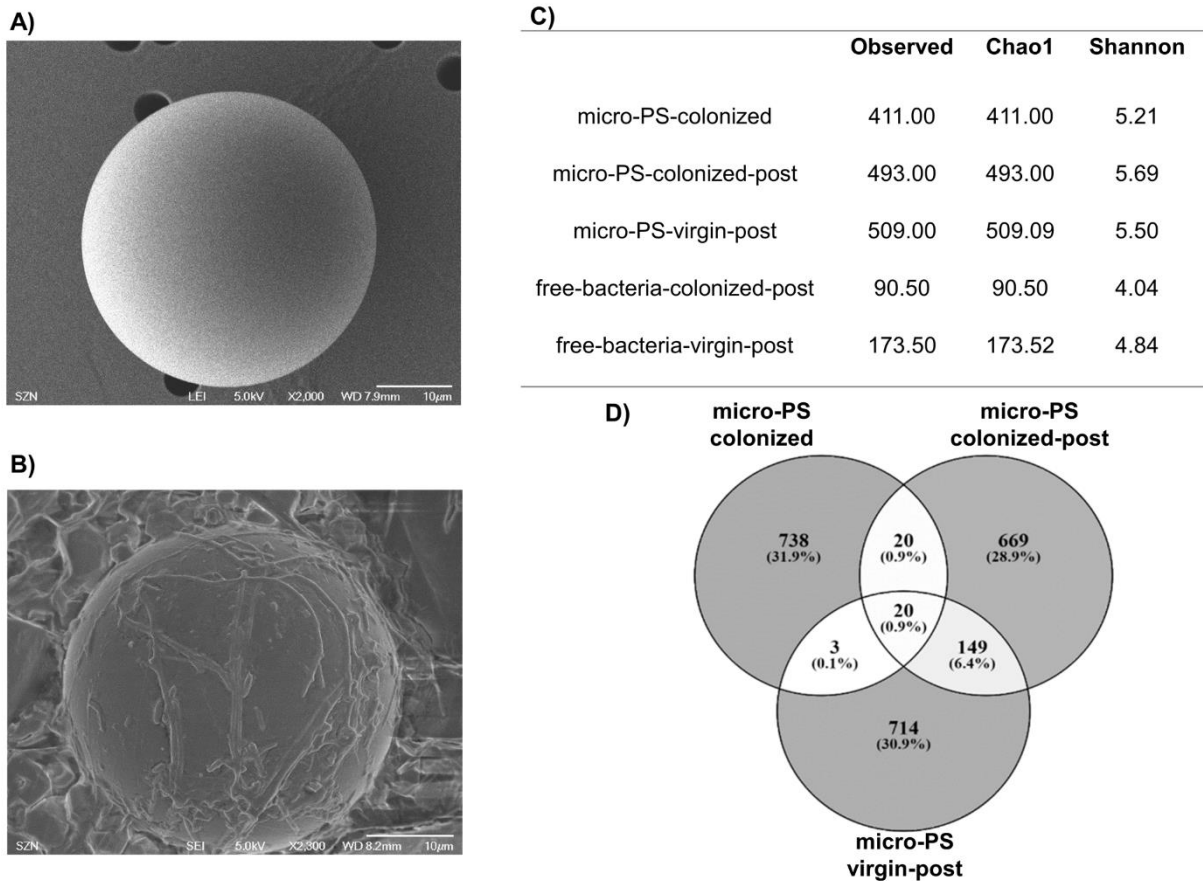 A)
SZN LEI 5.0kV X2,000 WD 7.9mm 10µm
B)
SZN SEI 5.0kV X2,300 WD 8.2mm 10µm
C)
Observed Chao1 Shannon
micro-PS-colonized 411.00 411.00 5.21
micro-PS-colonized-post 493.00 493.00 5.69
micro-PS-virgin-post 509.00 509.09 5.50
free-bacteria-colonized-post 90.50 90.50 4.04
free-bacteria-virgin-post 173.50 173.52 4.84
D)
micro-PS
colonized
micro-PS
colonized-post
738
(31.9%)
20
(0.9%)
669
(28.9%)
20
(0.9%)
3
(0.1%)
149
(6.4%)
714
(30.9%)
micro-PS
virgin-post